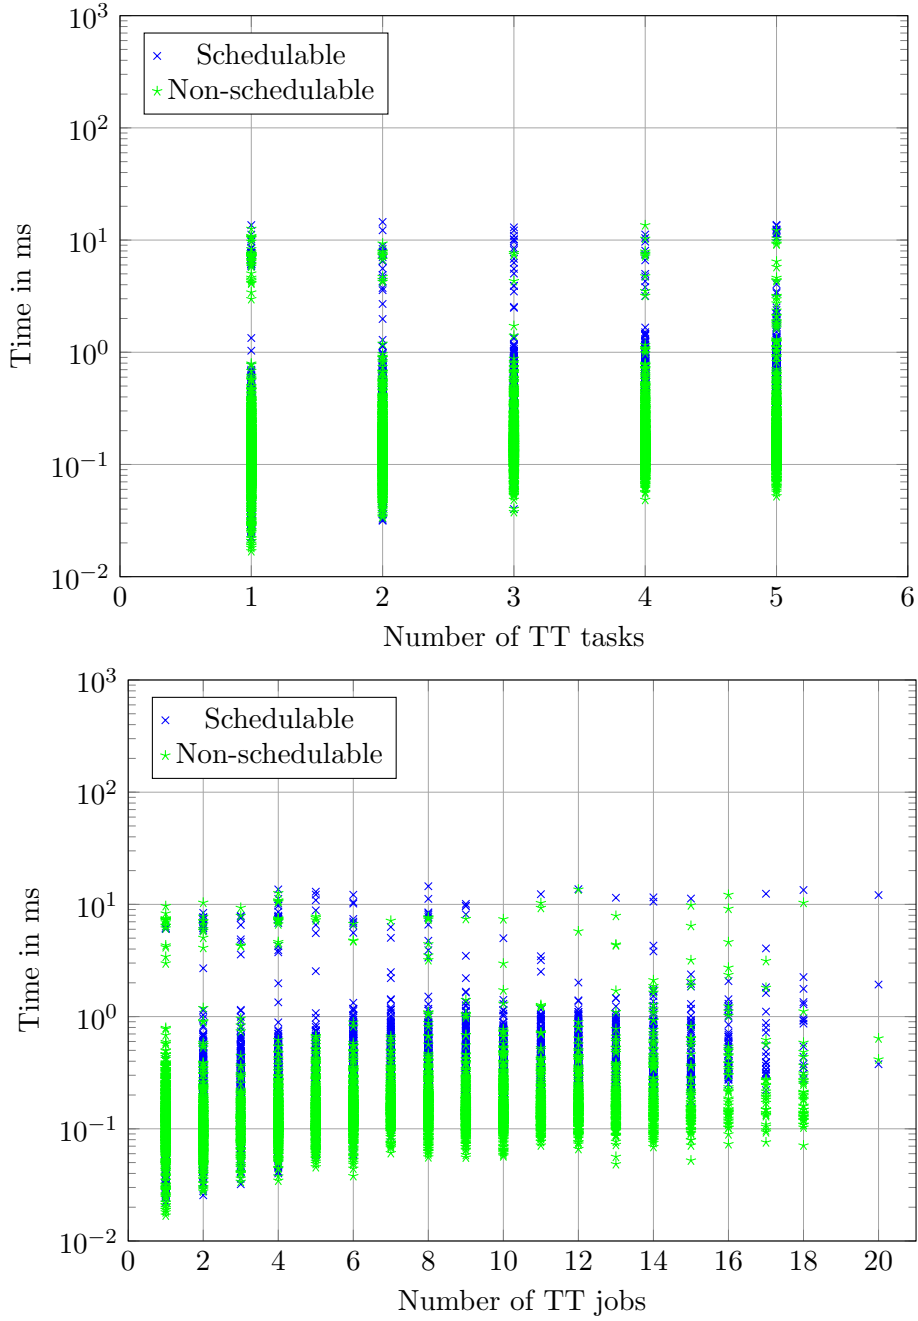 10^3
Schedulable
Non-schedulable
10^2
10^1
Time in ms
10^0
10^−1
10^−2
0 1 2 3 4 5 6
Number of TT tasks
10^3
Schedulable
Non-schedulable
10^2
10^1
Time in ms
10^0
10^−1
10^−2
0 2 4 6 8 10 12 14 16 18 20
Number of TT jobs